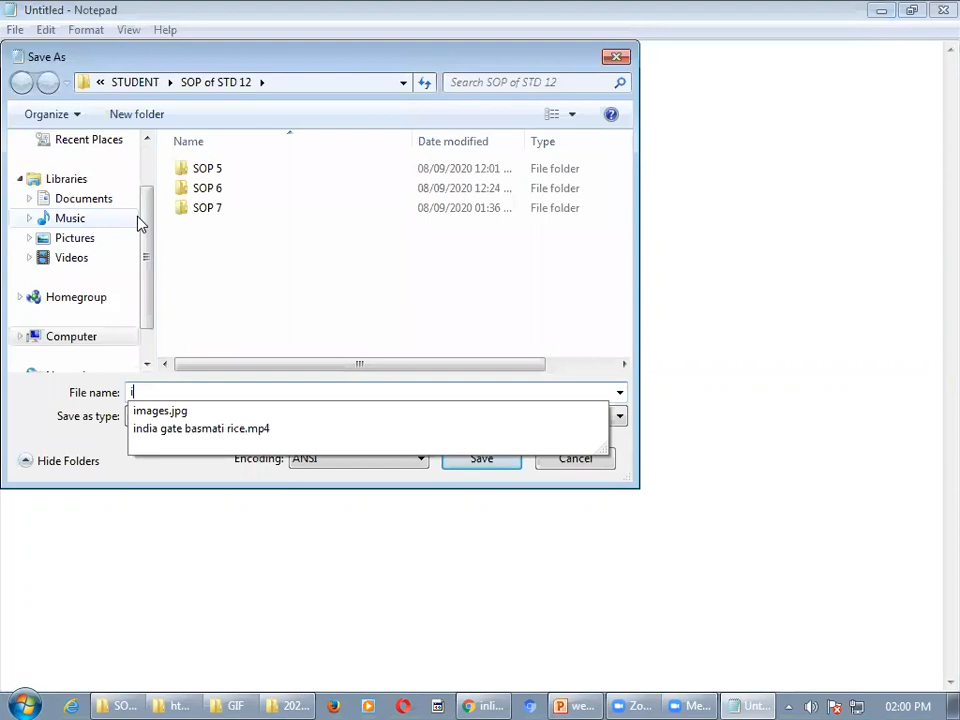 Untitled - Notepad
File Edit Format View Help
Save As
« STUDENT SOP of STD 12
Search SOP of STD 12
Organize New folder
Recent Places
Libraries
Documents
Music
Pictures
Videos
Homegroup
Computer
Name Date modified Type
SOP 5 08/09/2020 12:01 ... File folder
SOP 6 08/09/2020 12:24 ... File folder
SOP 7 08/09/2020 01:36 ... File folder
File name: i
Save as type:
images.jpg
india gate basmati rice.mp4
Hide Folders Encoding: ANSI Save Cancel
SO... ht... GIF 202... inli... we... Zo... Me... Unt... 02:00 PM